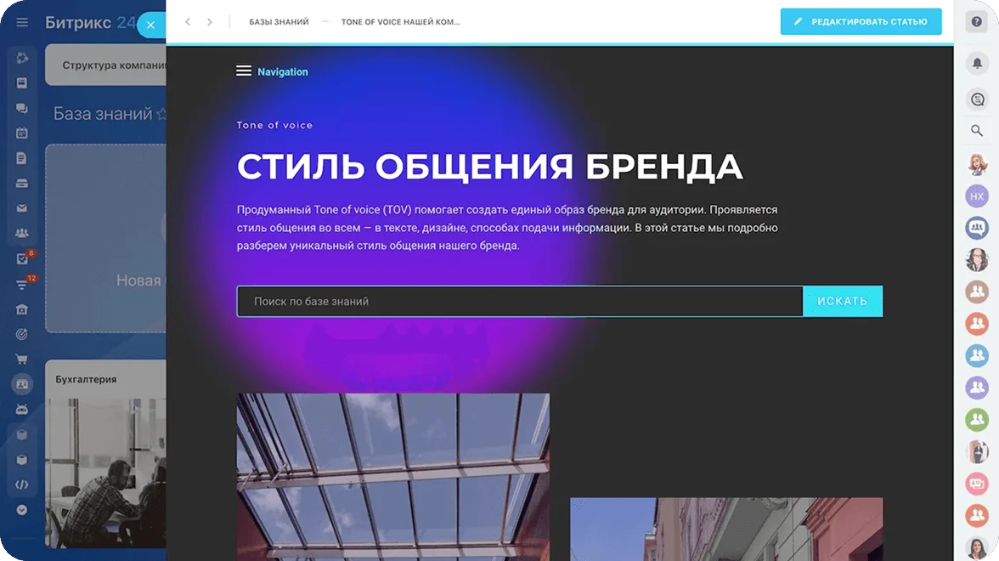 Битрикс 24
БАЗЫ ЗНАНИЙ — TONE OF VOICE НАШЕЙ КОМ...
РЕДАКТИРОВАТЬ СТАТЬЮ
Структура компании
База знаний
Новая
8
12
Бухгалтерия
Navigation
Tone of voice
СТИЛЬ ОБЩЕНИЯ БРЕНДА
Продуманный Tone of voice (TOV) помогает создать единый образ бренда для аудитории. Проявляется
стиль общения во всем — в тексте, дизайне, способах подачи информации. В этой статье мы подробно
разберем уникальный стиль общения нашего бренда.
Поиск по базе знаний
ИСКАТЬ
НХ